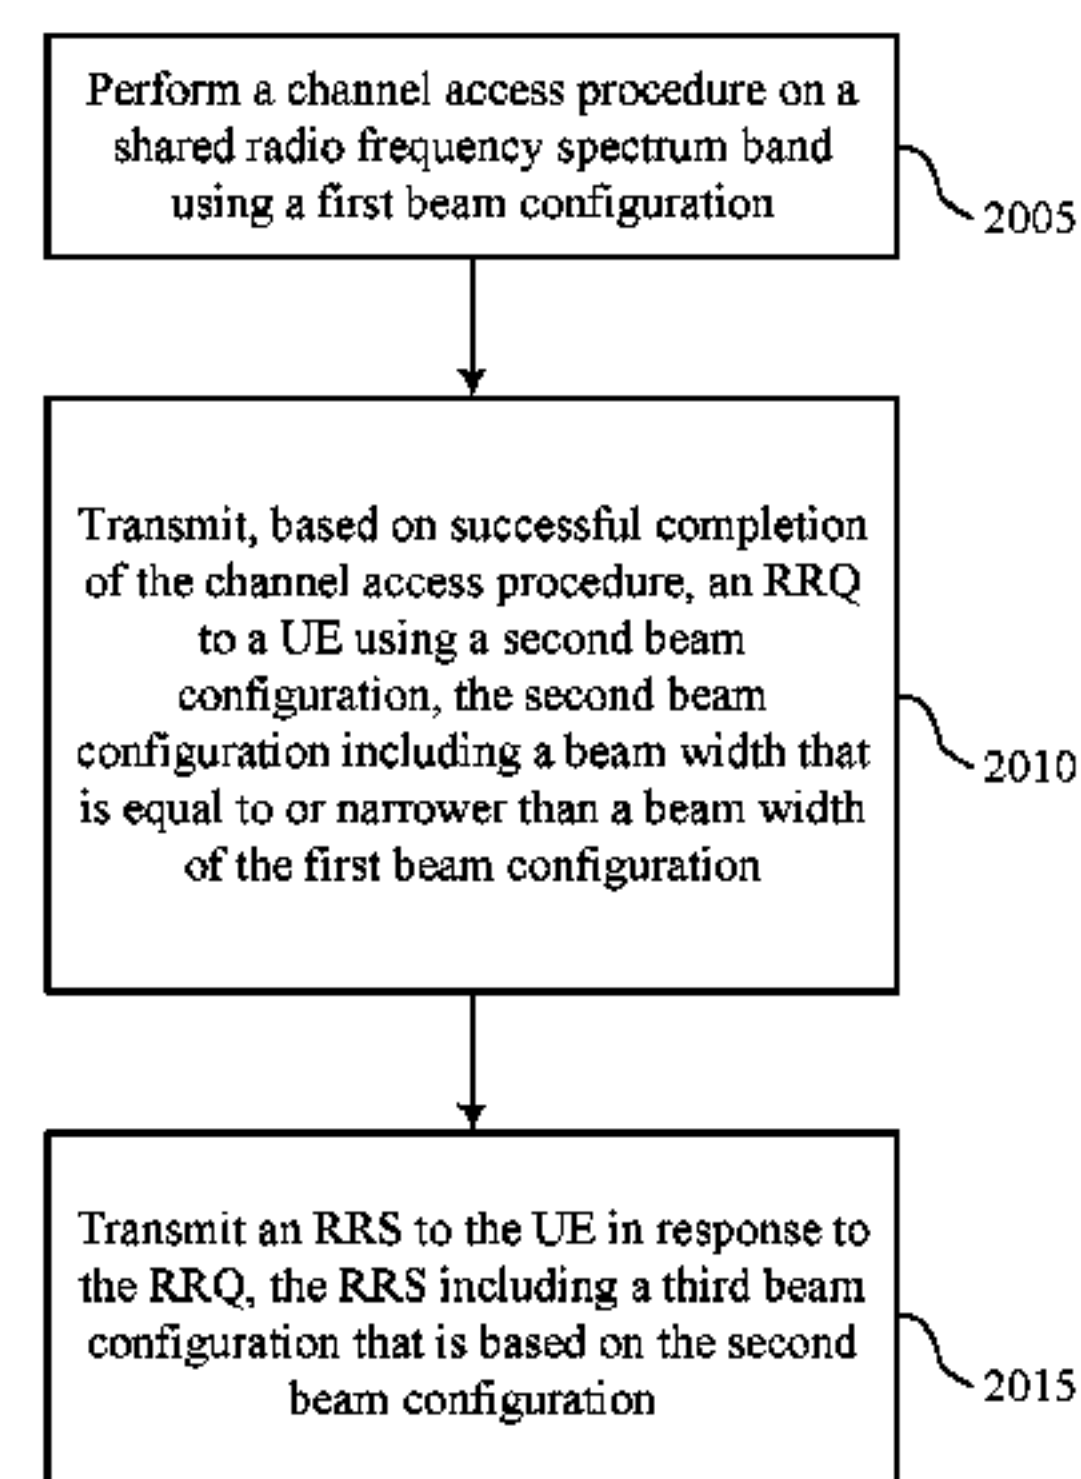 Perform a channel access procedure on a
shared radio frequency spectrum band
using a first beam configuration
2005
Transmit, based on successful completion
of the channel access procedure, an RRQ
to a UE using a second beam
configuration, the second beam
configuration including a beam width that
is equal to or narrower than a beam width
of the first beam configuration
2010
Transmit an RRS to the UE in response to
the RRQ, the RRS including a third beam
configuration that is based on the second
beam configuration
2015